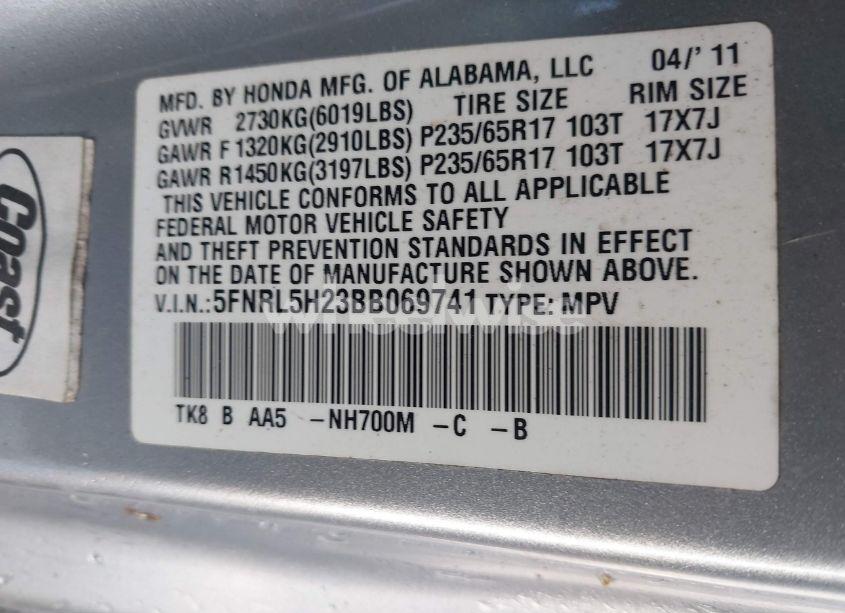 MFD. BY HONDA MFG. OF ALABAMA, LLC 04/'11
GVWR 2730KG(6019LBS) TIRE SIZE RIM SIZE
GAWR F1320KG(2910LBS) P235/65R17 103T 17X7J
GAWR R1450KG(3197LBS) P235/65R17 103T 17X7J
THIS VEHICLE CONFORMS TO ALL APPLICABLE
FEDERAL MOTOR VEHICLE SAFETY
AND THEFT PREVENTION STANDARDS IN EFFECT
ON THE DATE OF MANUFACTURE SHOWN ABOVE.
V.I.N.:5FNRL5H23BB069741 TYPE: MPV
TK8 B AA5 -NH700M -C -B
Coast